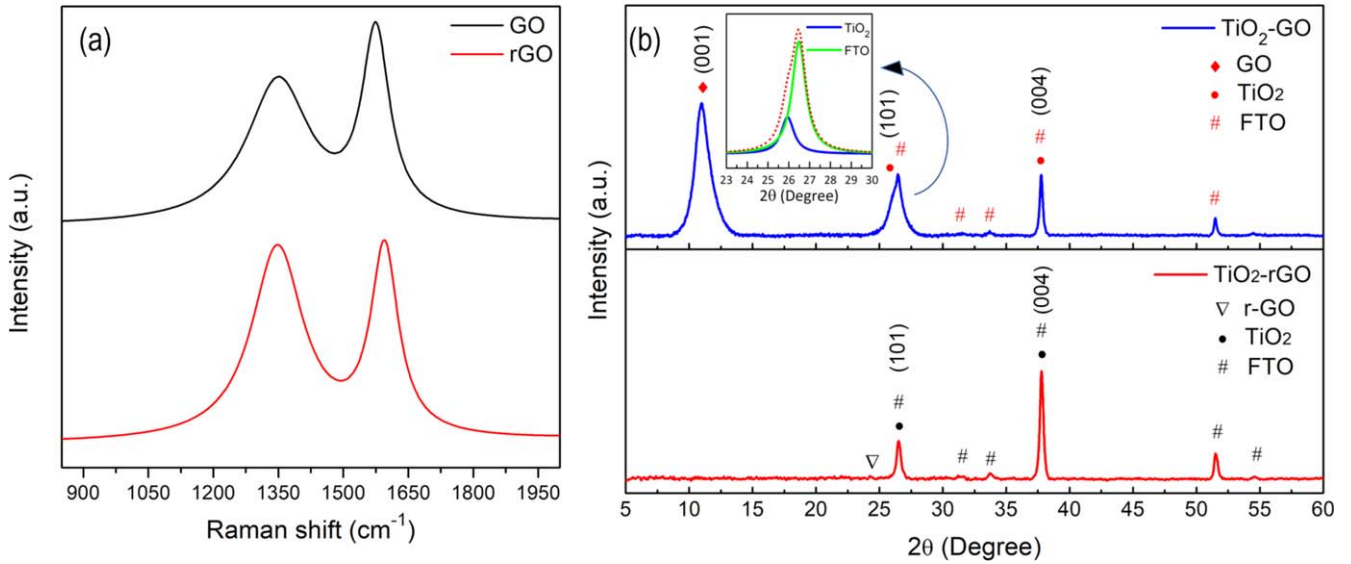 (a)
GO
rGO
Intensity (a.u.)
900 1050 1200 1350 1500 1650 1800 1950
Raman shift (cm⁻¹)
(b)
TiO₂-GO
♦ GO
● TiO₂
# FTO
(001)
(101)
(004)
#
#
#
#
#
TiO₂
FTO
23 24 25 26 27 28 29 30
2θ (Degree)
Intensity (a.u.)
TiO₂-rGO
▽ r-GO
● TiO₂
# FTO
(101)
(004)
#
#
#
#
#
#
5 10 15 20 25 30 35 40 45 50 55 60
2θ (Degree)